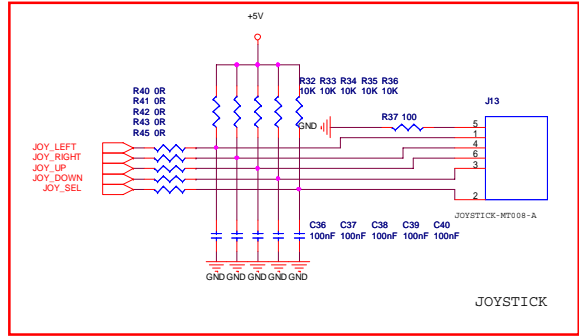 +5V
R32 R33 R34 R35 R36
10K 10K 10K 10K 10K
R40 0R
R41 0R
R42 0R
R43 0R
R45 0R
J13
R37 100
GND
5
1
4
6
3
2
JOY_LEFT
JOY_RIGHT
JOY_UP
JOY_DOWN
JOY_SEL
JOYSTICK-MT008-A
C36 C37 C38 C39 C40
100nF 100nF 100nF 100nF 100nF
GND GND GND GND GND
JOYSTICK